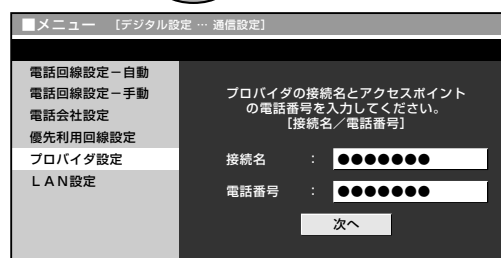 ■メニュー [デジタル設定 … 通信設定]
電話回線設定－自動
電話回線設定－手動
電話会社設定
優先利用回線設定
プロバイダ設定
ＬＡＮ設定
プロバイダの接続名とアクセスポイント
の電話番号を入力してください。
[接続名／電話番号]
接続名 : ●●●●●●●
電話番号 : ●●●●●●●
次へ